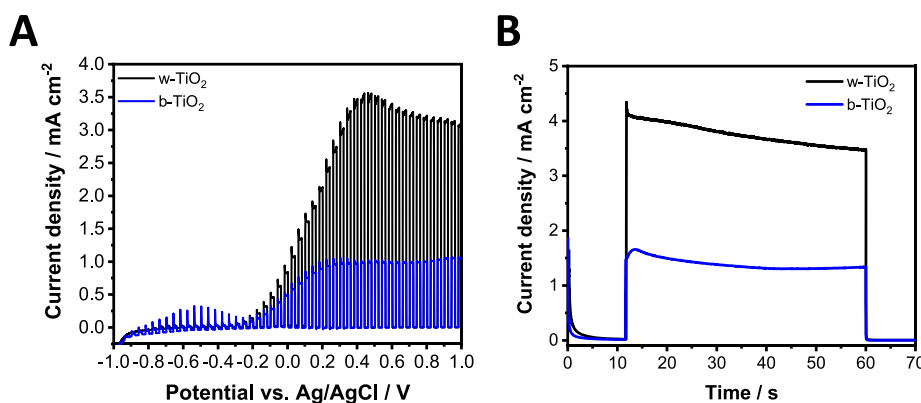 A
B
4.0
3.5
3.0
2.5
2.0
1.5
1.0
0.5
0.0
w-TiO₂
b-TiO₂
Current density / mA cm⁻²
-1.0 -0.8 -0.6 -0.4 -0.2 0.0 0.2 0.4 0.6 0.8 1.0
Potential vs. Ag/AgCl / V
5
4
3
2
1
0
w-TiO₂
b-TiO₂
Current density / mA cm⁻²
0 10 20 30 40 50 60 70
Time / s